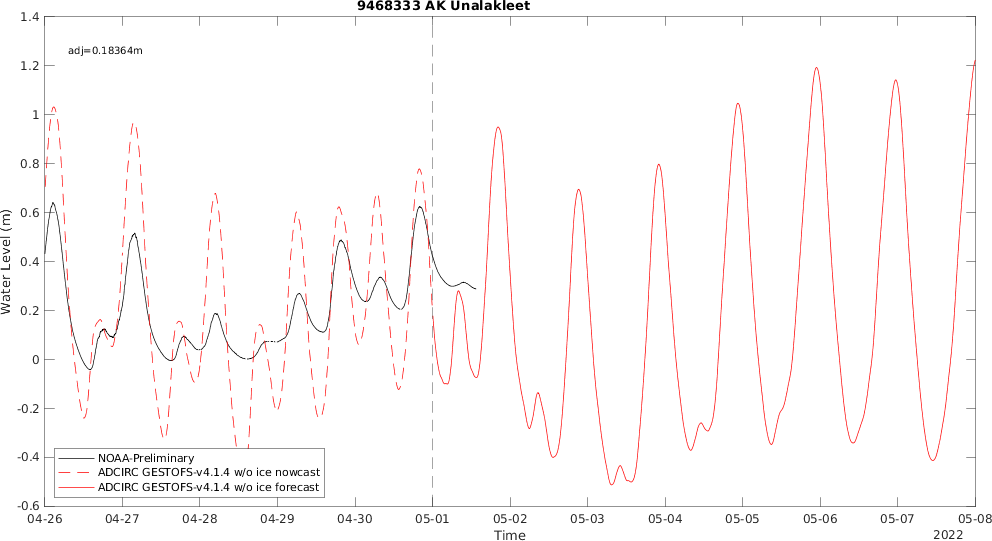 9468333 AK Unalakleet
adj=0.18364m
1.4
1.2
1
0.8
0.6
0.4
0.2
0
-0.2
-0.4
-0.6
Water Level (m)
NOAA-Preliminary
ADCIRC GESTOFS-v4.1.4 w/o ice nowcast
ADCIRC GESTOFS-v4.1.4 w/o ice forecast
04-26 04-27 04-28 04-29 04-30 05-01 05-02 05-03 05-04 05-05 05-06 05-07 05-08
Time
2022